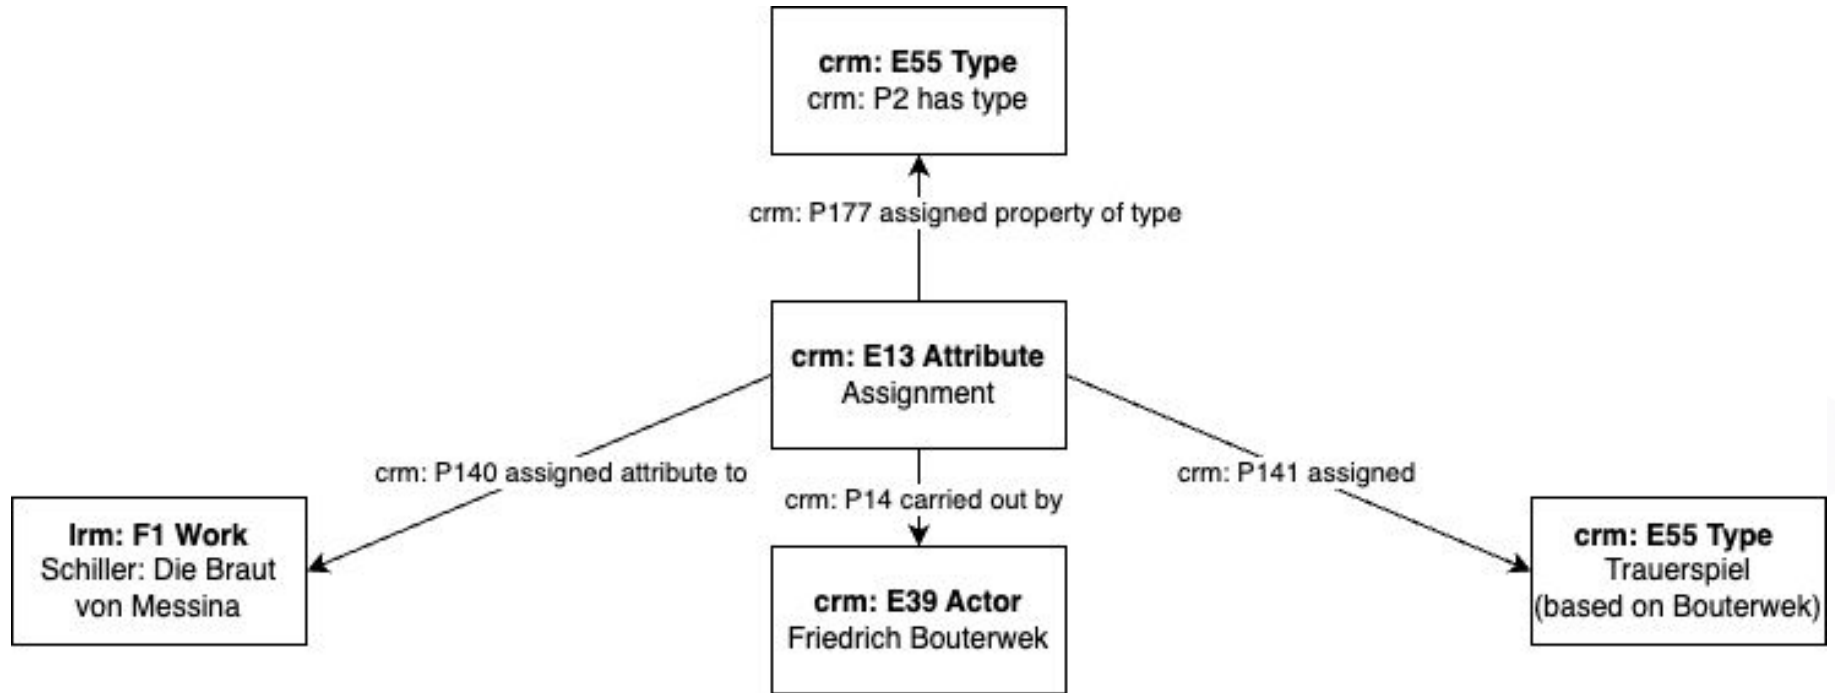 crm: E55 Type
crm: P2 has type
crm: P177 assigned property of type
crm: E13 Attribute
Assignment
crm: P140 assigned attribute to
crm: P14 carried out by
crm: P141 assigned
lrm: F1 Work
Schiller: Die Braut
von Messina
crm: E39 Actor
Friedrich Bouterwek
crm: E55 Type
Trauerspiel
(based on Bouterwek)